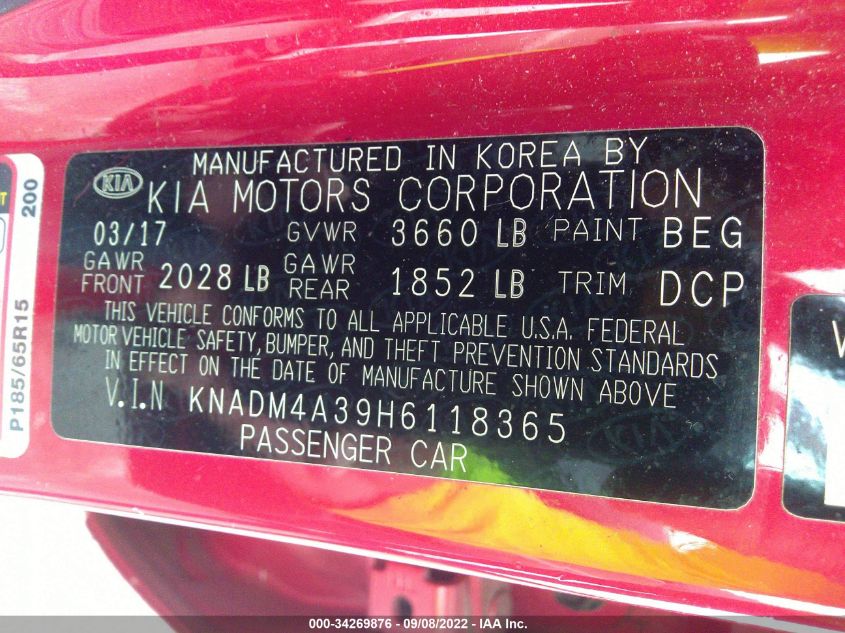 MANUFACTURED IN KOREA BY
KIA
KIA MOTORS CORPORATION
03/17 GVWR 3660 LB PAINT BEG
GAWR FRONT 2028 LB GAWR REAR 1852 LB TRIM DCP
THIS VEHICLE CONFORMS TO ALL APPLICABLE U.S.A. FEDERAL
MOTOR VEHICLE SAFETY, BUMPER, AND THEFT PREVENTION STANDARDS
IN EFFECT ON THE DATE OF MANUFACTURE SHOWN ABOVE
V.I.N KNADM4A39H6118365
PASSENGER CAR
P185/65R15
200
000-34269876 - 09/08/2022 - IAA Inc.